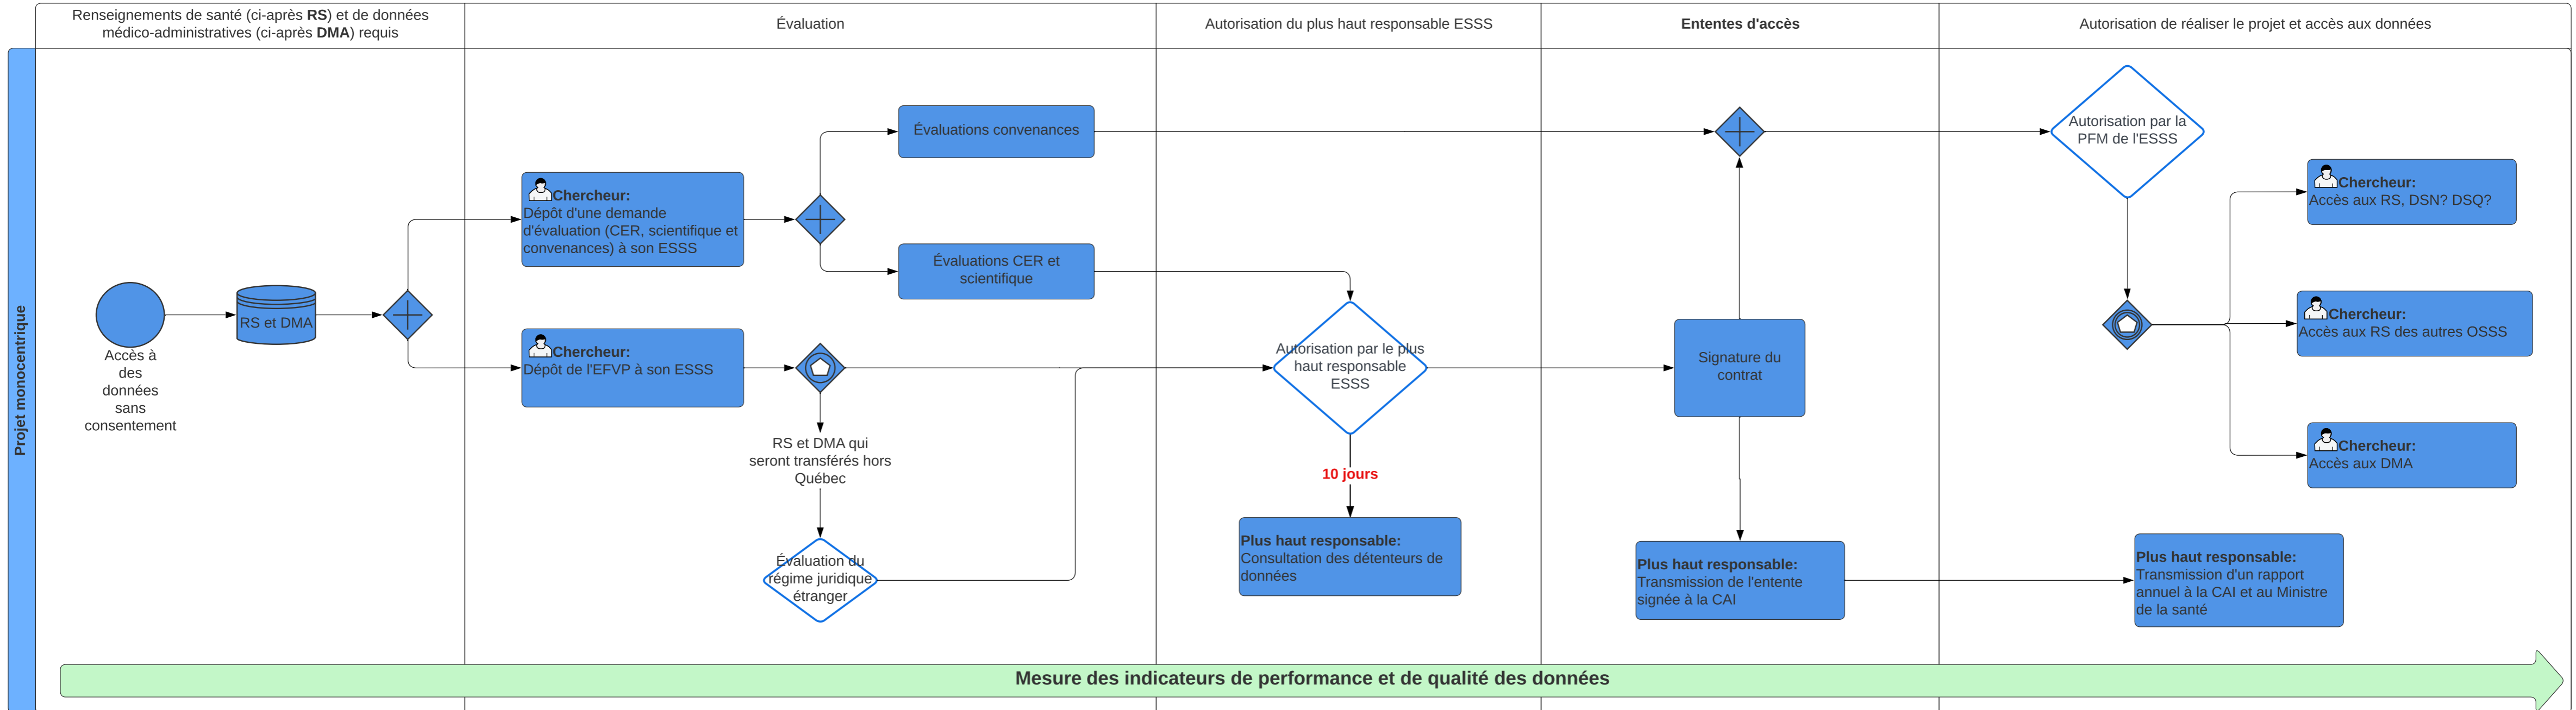 Renseignements de santé (ci-après RS) et de données
médico-administratives (ci-après DMA) requis
Évaluation
Autorisation du plus haut responsable ESSS
Ententes d'accès
Autorisation de réaliser le projet et accès aux données
Projet monocentrique
Accès à
des
données
sans
consentement
RS et DMA
Chercheur:
Dépôt d'une demande
d'évaluation (CER, scientifique et
convenances) à son ESSS
Chercheur:
Dépôt de l'EFVP à son ESSS
Évaluations convenances
Évaluations CER et
scientifique
RS et DMA qui
seront transférés hors
Québec
Évaluation du
régime juridique
étranger
Autorisation par le plus
haut responsable
ESSS
10 jours
Plus haut responsable:
Consultation des détenteurs de
données
Signature du
contrat
Plus haut responsable:
Transmission de l'entente
signée à la CAI
Autorisation par la
PFM de l'ESSS
Chercheur:
Accès aux RS, DSN? DSQ?
Chercheur:
Accès aux RS des autres OSSS
Chercheur:
Accès aux DMA
Plus haut responsable:
Transmission d'un rapport
annuel à la CAI et au Ministre
de la santé
Mesure des indicateurs de performance et de qualité des données